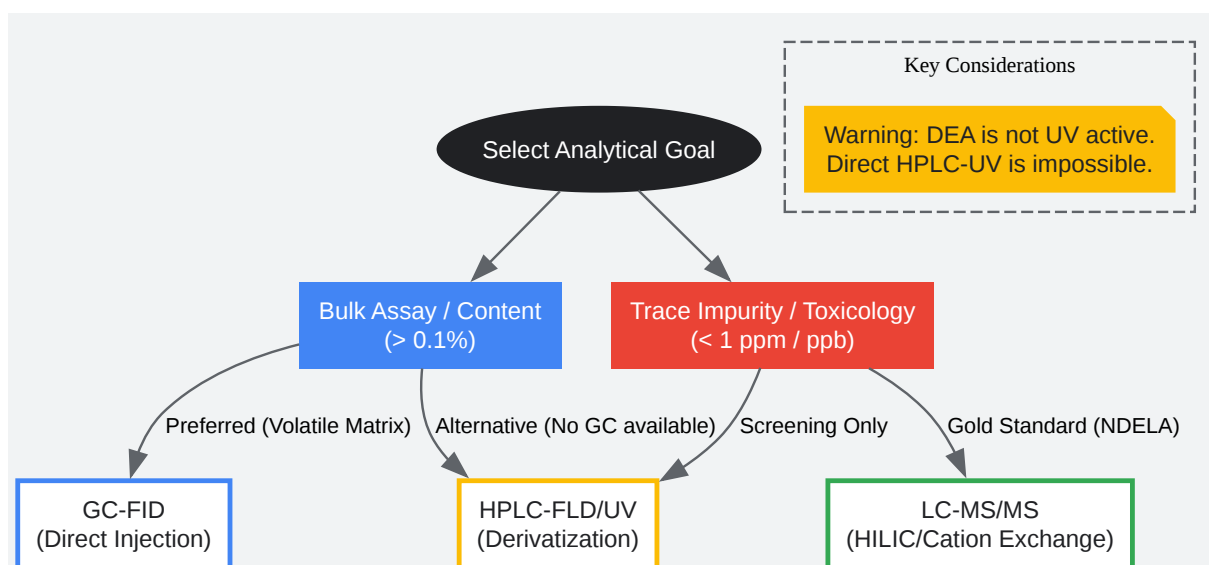 Key Considerations
Warning: DEA is not UV active.
Direct HPLC-UV is impossible.
Select Analytical Goal
Bulk Assay / Content
(> 0.1%)
Trace Impurity / Toxicology
(< 1 ppm / ppb)
Preferred (Volatile Matrix)
Alternative (No GC available)
Screening Only
Gold Standard (NDELA)
GC-FID
(Direct Injection)
HPLC-FLD/UV
(Derivatization)
LC-MS/MS
(HILIC/Cation Exchange)